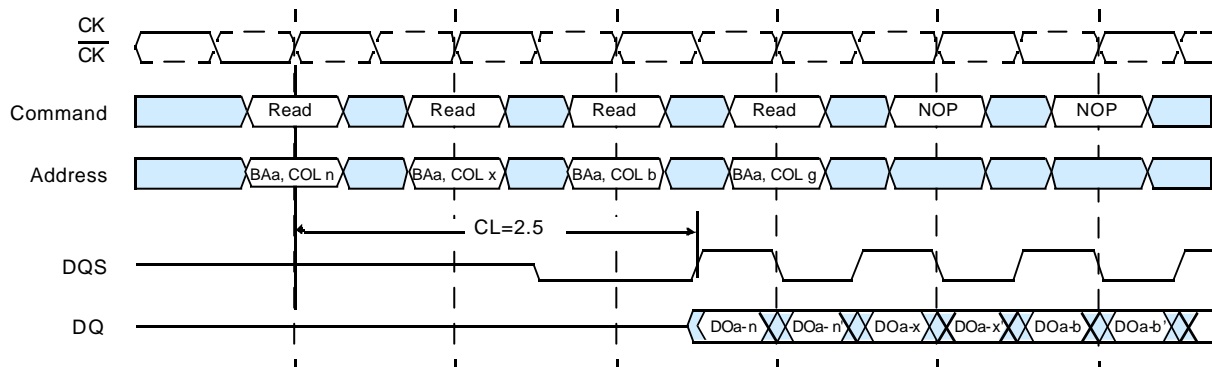 CK
CK
Command Read Read Read Read NOP NOP
Address BAa, COL n BAa, COL x BAa, COL b BAa, COL g
CL=2.5
DQS
DQ DOa-n DOa-n' DOa-x DOa-x' DOa-b DOa-b'